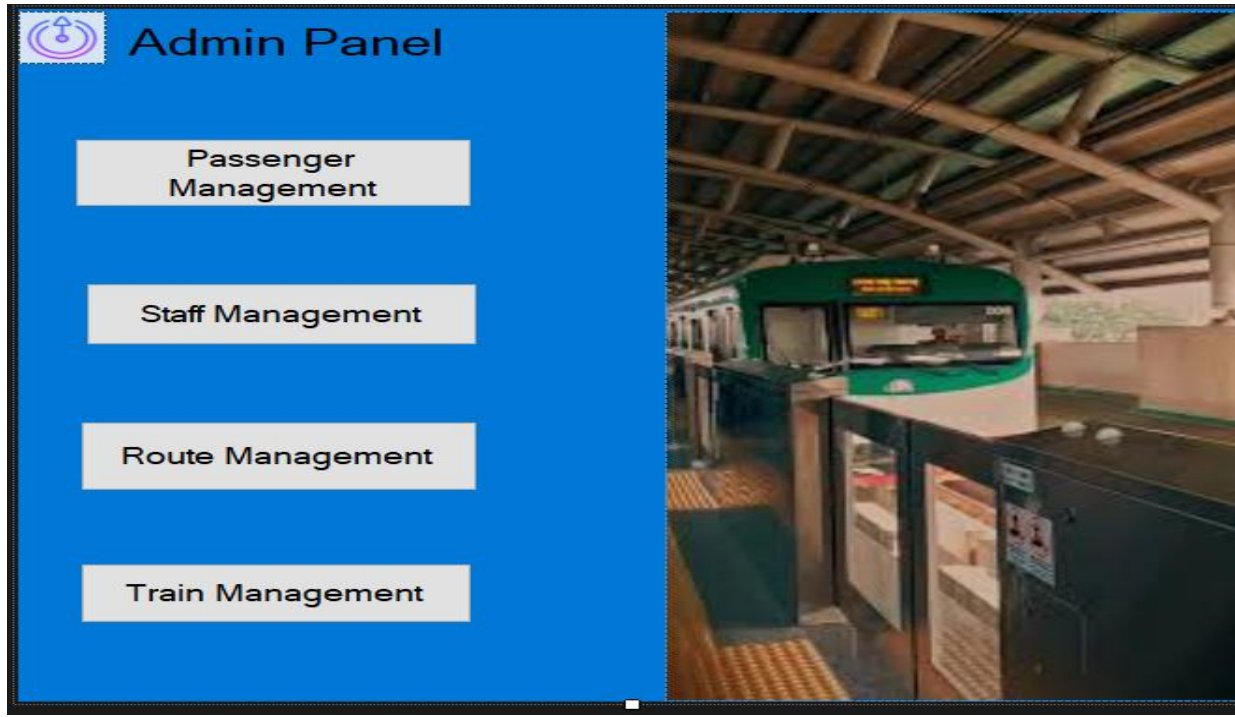 Admin Panel
Passenger
Management
Staff Management
Route Management
Train Management